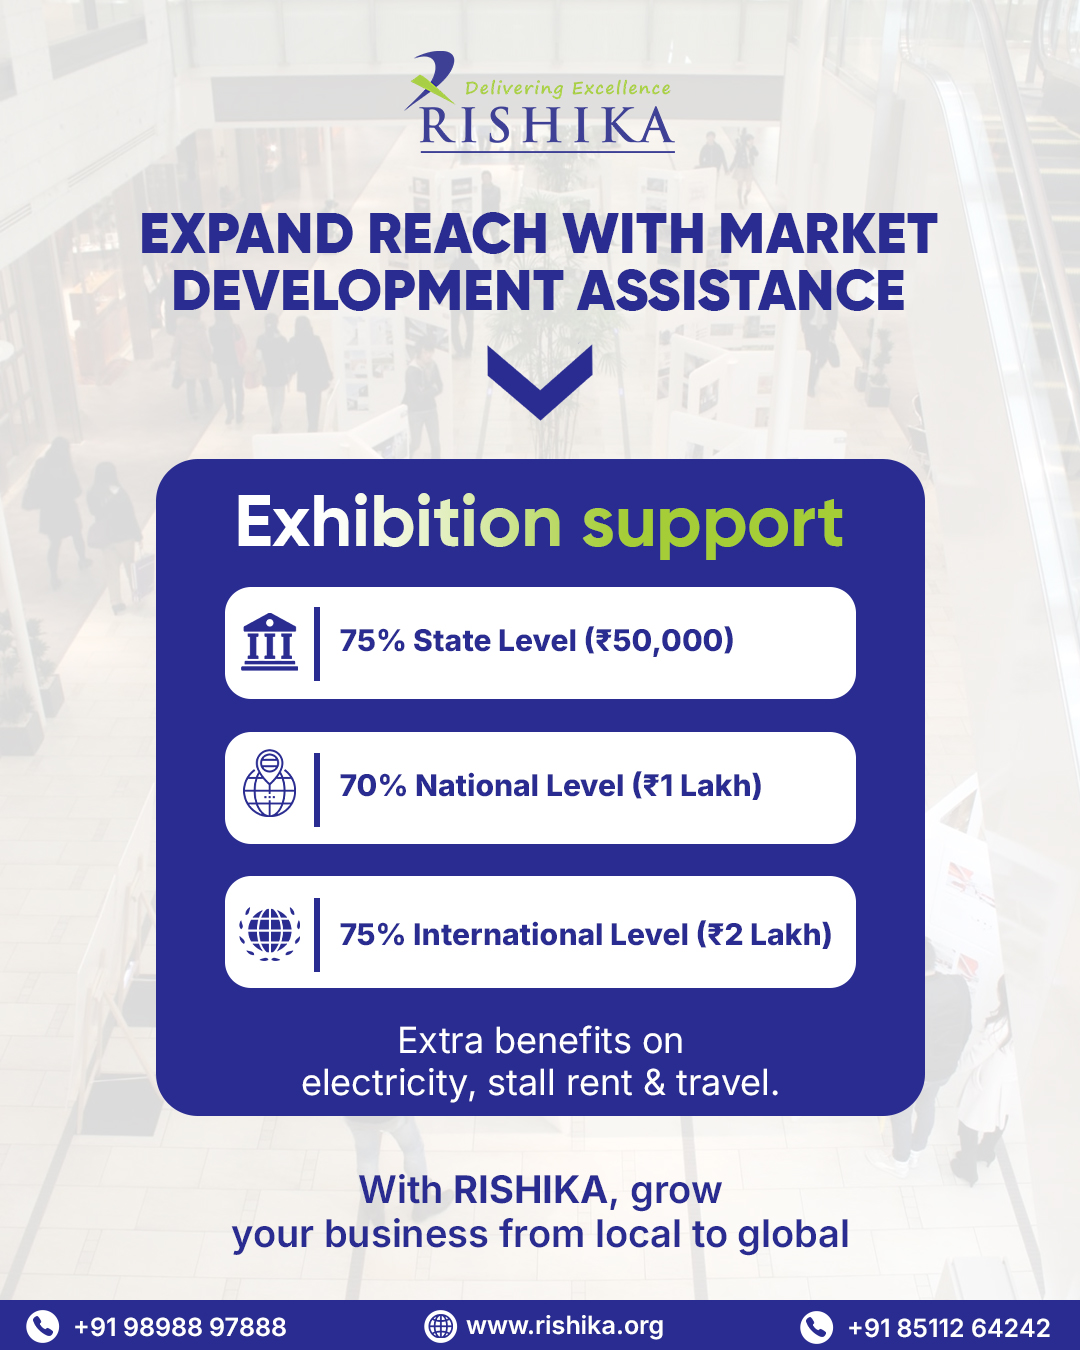 Delivering Excellence
RISHIKA
EXPAND REACH WITH MARKET
DEVELOPMENT ASSISTANCE
Exhibition support
75% State Level (₹50,000)
70% National Level (₹1 Lakh)
75% International Level (₹2 Lakh)
Extra benefits on
electricity, stall rent & travel.
With RISHIKA, grow
your business from local to global
+91 98988 97888
www.rishika.org
+91 85112 64242